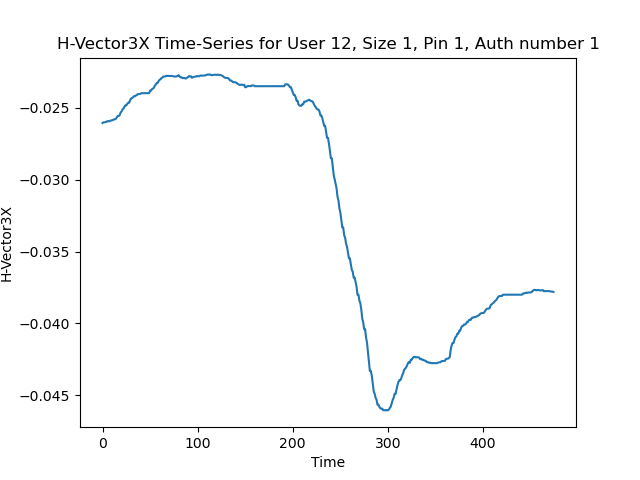 H-Vector3X Time-Series for User 12, Size 1, Pin 1, Auth number 1
H-Vector3X
−0.025
−0.030
−0.035
−0.040
−0.045
0 100 200 300 400
Time